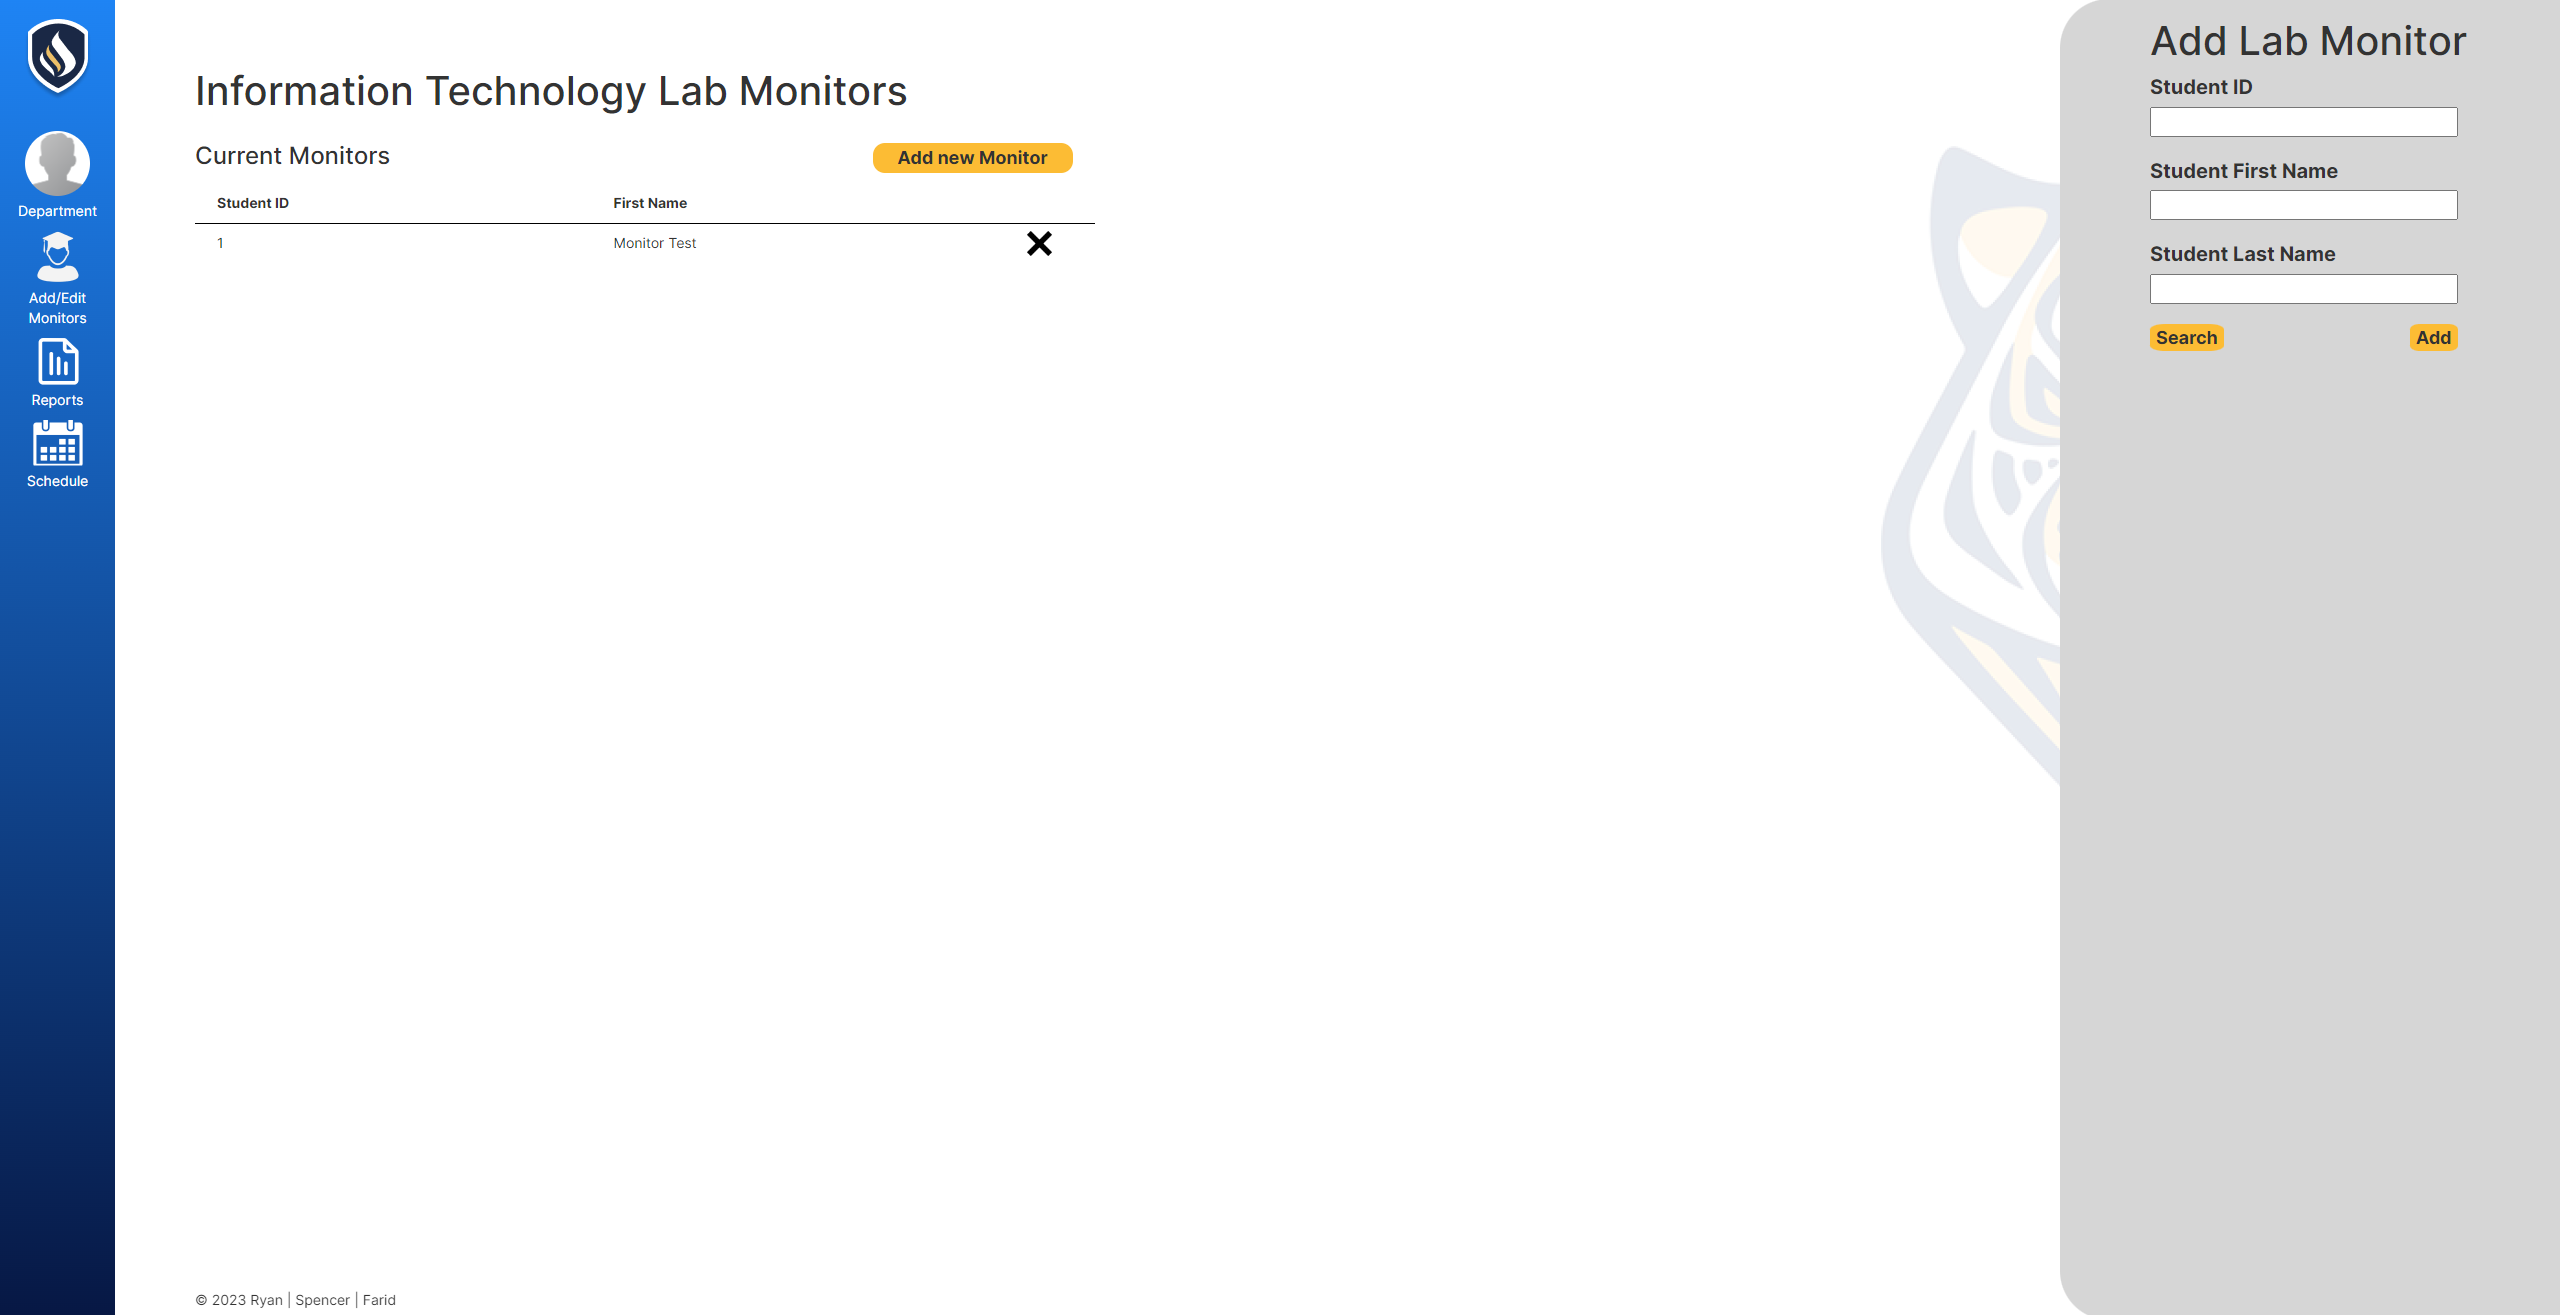 Department
Add/Edit
Monitors
Reports
Schedule
Information Technology Lab Monitors
Current Monitors
Add new Monitor
Student ID First Name
1 Monitor Test
© 2023 Ryan | Spencer | Farid
Add Lab Monitor
Student ID
Student First Name
Student Last Name
Search Add